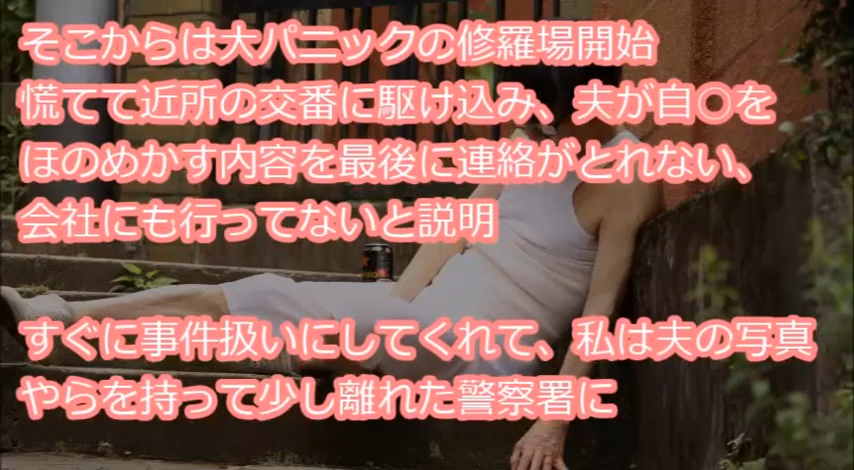 そこからは大パニックの修羅場開始
慌てて近所の交番に駆け込み、夫が自〇を
ほのめかす内容を最後に連絡がとれない、
会社にも行ってないと説明
すぐに事件扱いにしてくれて、私は夫の写真
やらを持って少し離れた警察署に